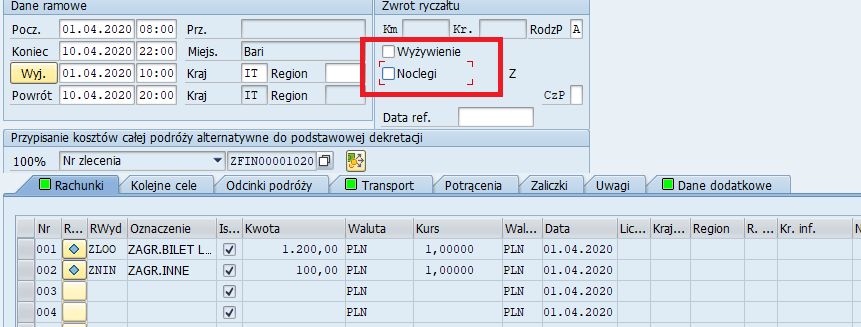 Dane ramowe
Zwrot ryczałtu
Pocz. 01.04.2020 08:00 Prz. Km Kr. RodzP A
Koniec 10.04.2020 22:00 Miejs. Bari Wyżywienie
Wyj. 01.04.2020 10:00 Kraj IT Region Noclegi Z
Powrót 10.04.2020 20:00 Kraj IT Region CzP
Data ref.
Przypisanie kosztów całej podróży alternatywne do podstawowej dekretacji
100% Nr zlecenia ZFIN00001020
Rachunki Kolejne cele Odcinki podróży Transport Potrącenia Zaliczki Uwagi Dane dodatkowe
Nr R... RWyd Oznaczenie Is... Kwota Waluta Kurs Wal... Data Lic... Kraj... Region R. ... Kr. inf. N
001 ZLOO ZAGR.BILET L... 1.200,00 PLN 1,00000 PLN 01.04.2020
002 ZNIN ZAGR.INNE 100,00 PLN 1,00000 PLN 01.04.2020
003 PLN PLN 01.04.2020
004 PLN PLN 01.04.2020